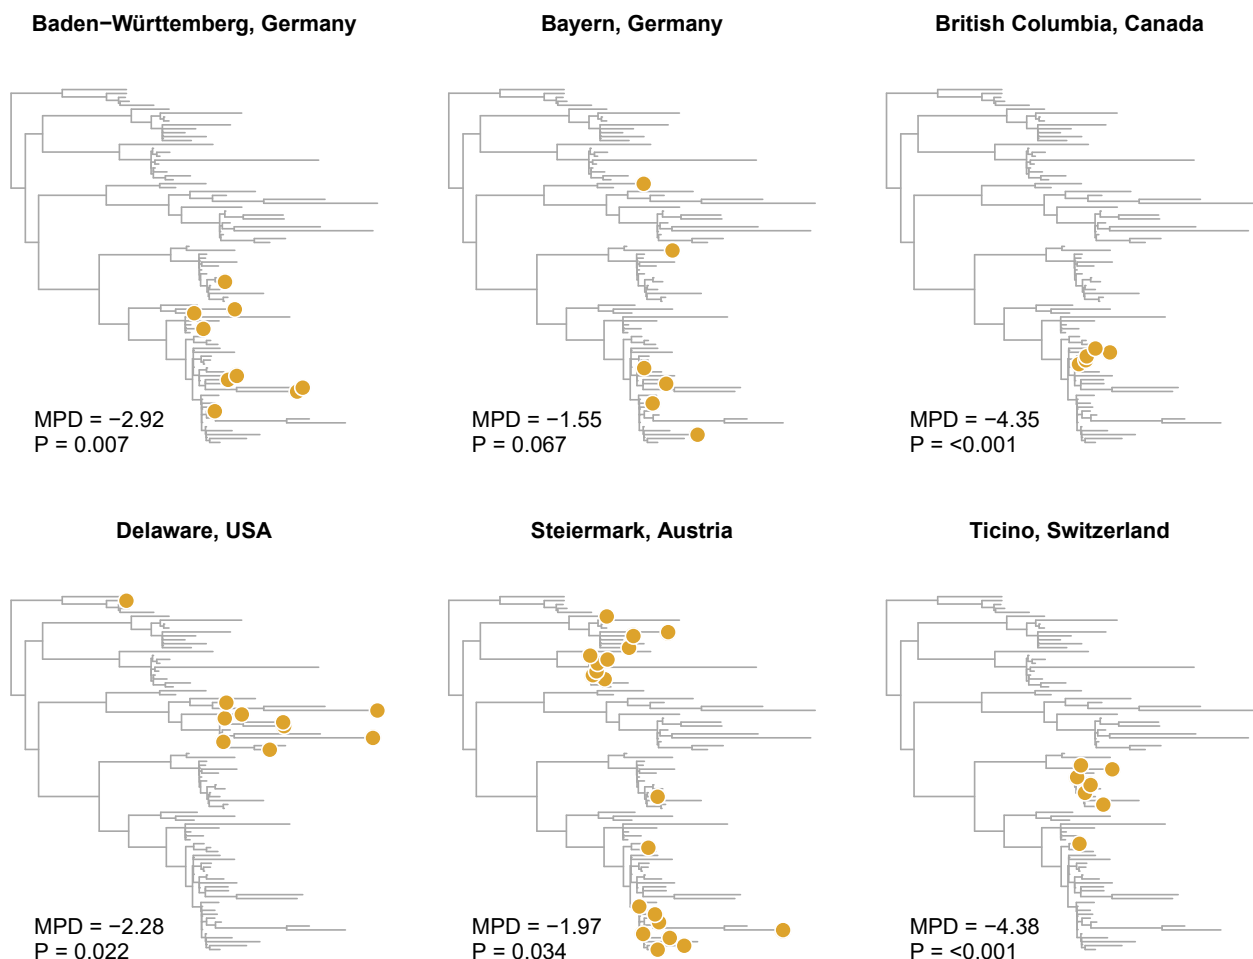 Baden−Württemberg, Germany
MPD = −2.92
P = 0.007
Bayern, Germany
MPD = −1.55
P = 0.067
British Columbia, Canada
MPD = −4.35
P = <0.001
Delaware, USA
MPD = −2.28
P = 0.022
Steiermark, Austria
MPD = −1.97
P = 0.034
Ticino, Switzerland
MPD = −4.38
P = <0.001